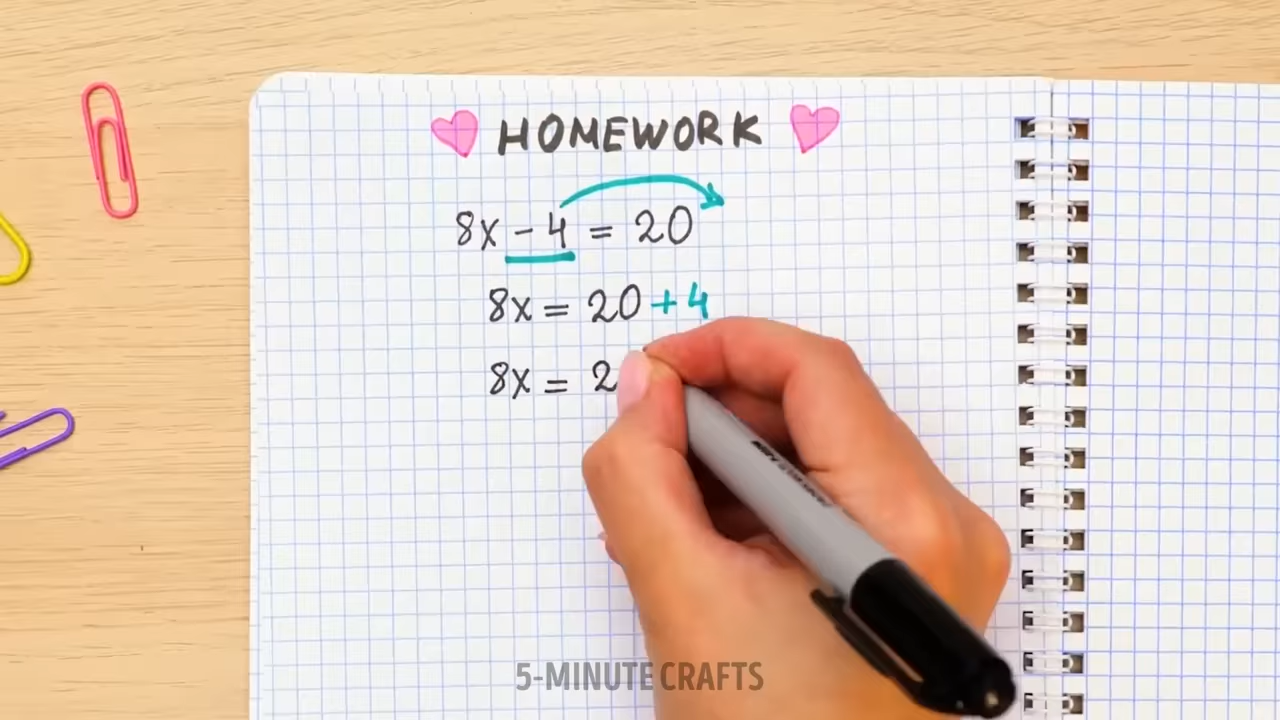 HOMEWORK
8x - 4 = 20
8x = 20 + 4
8x = 2
5-MINUTE CRAFTS